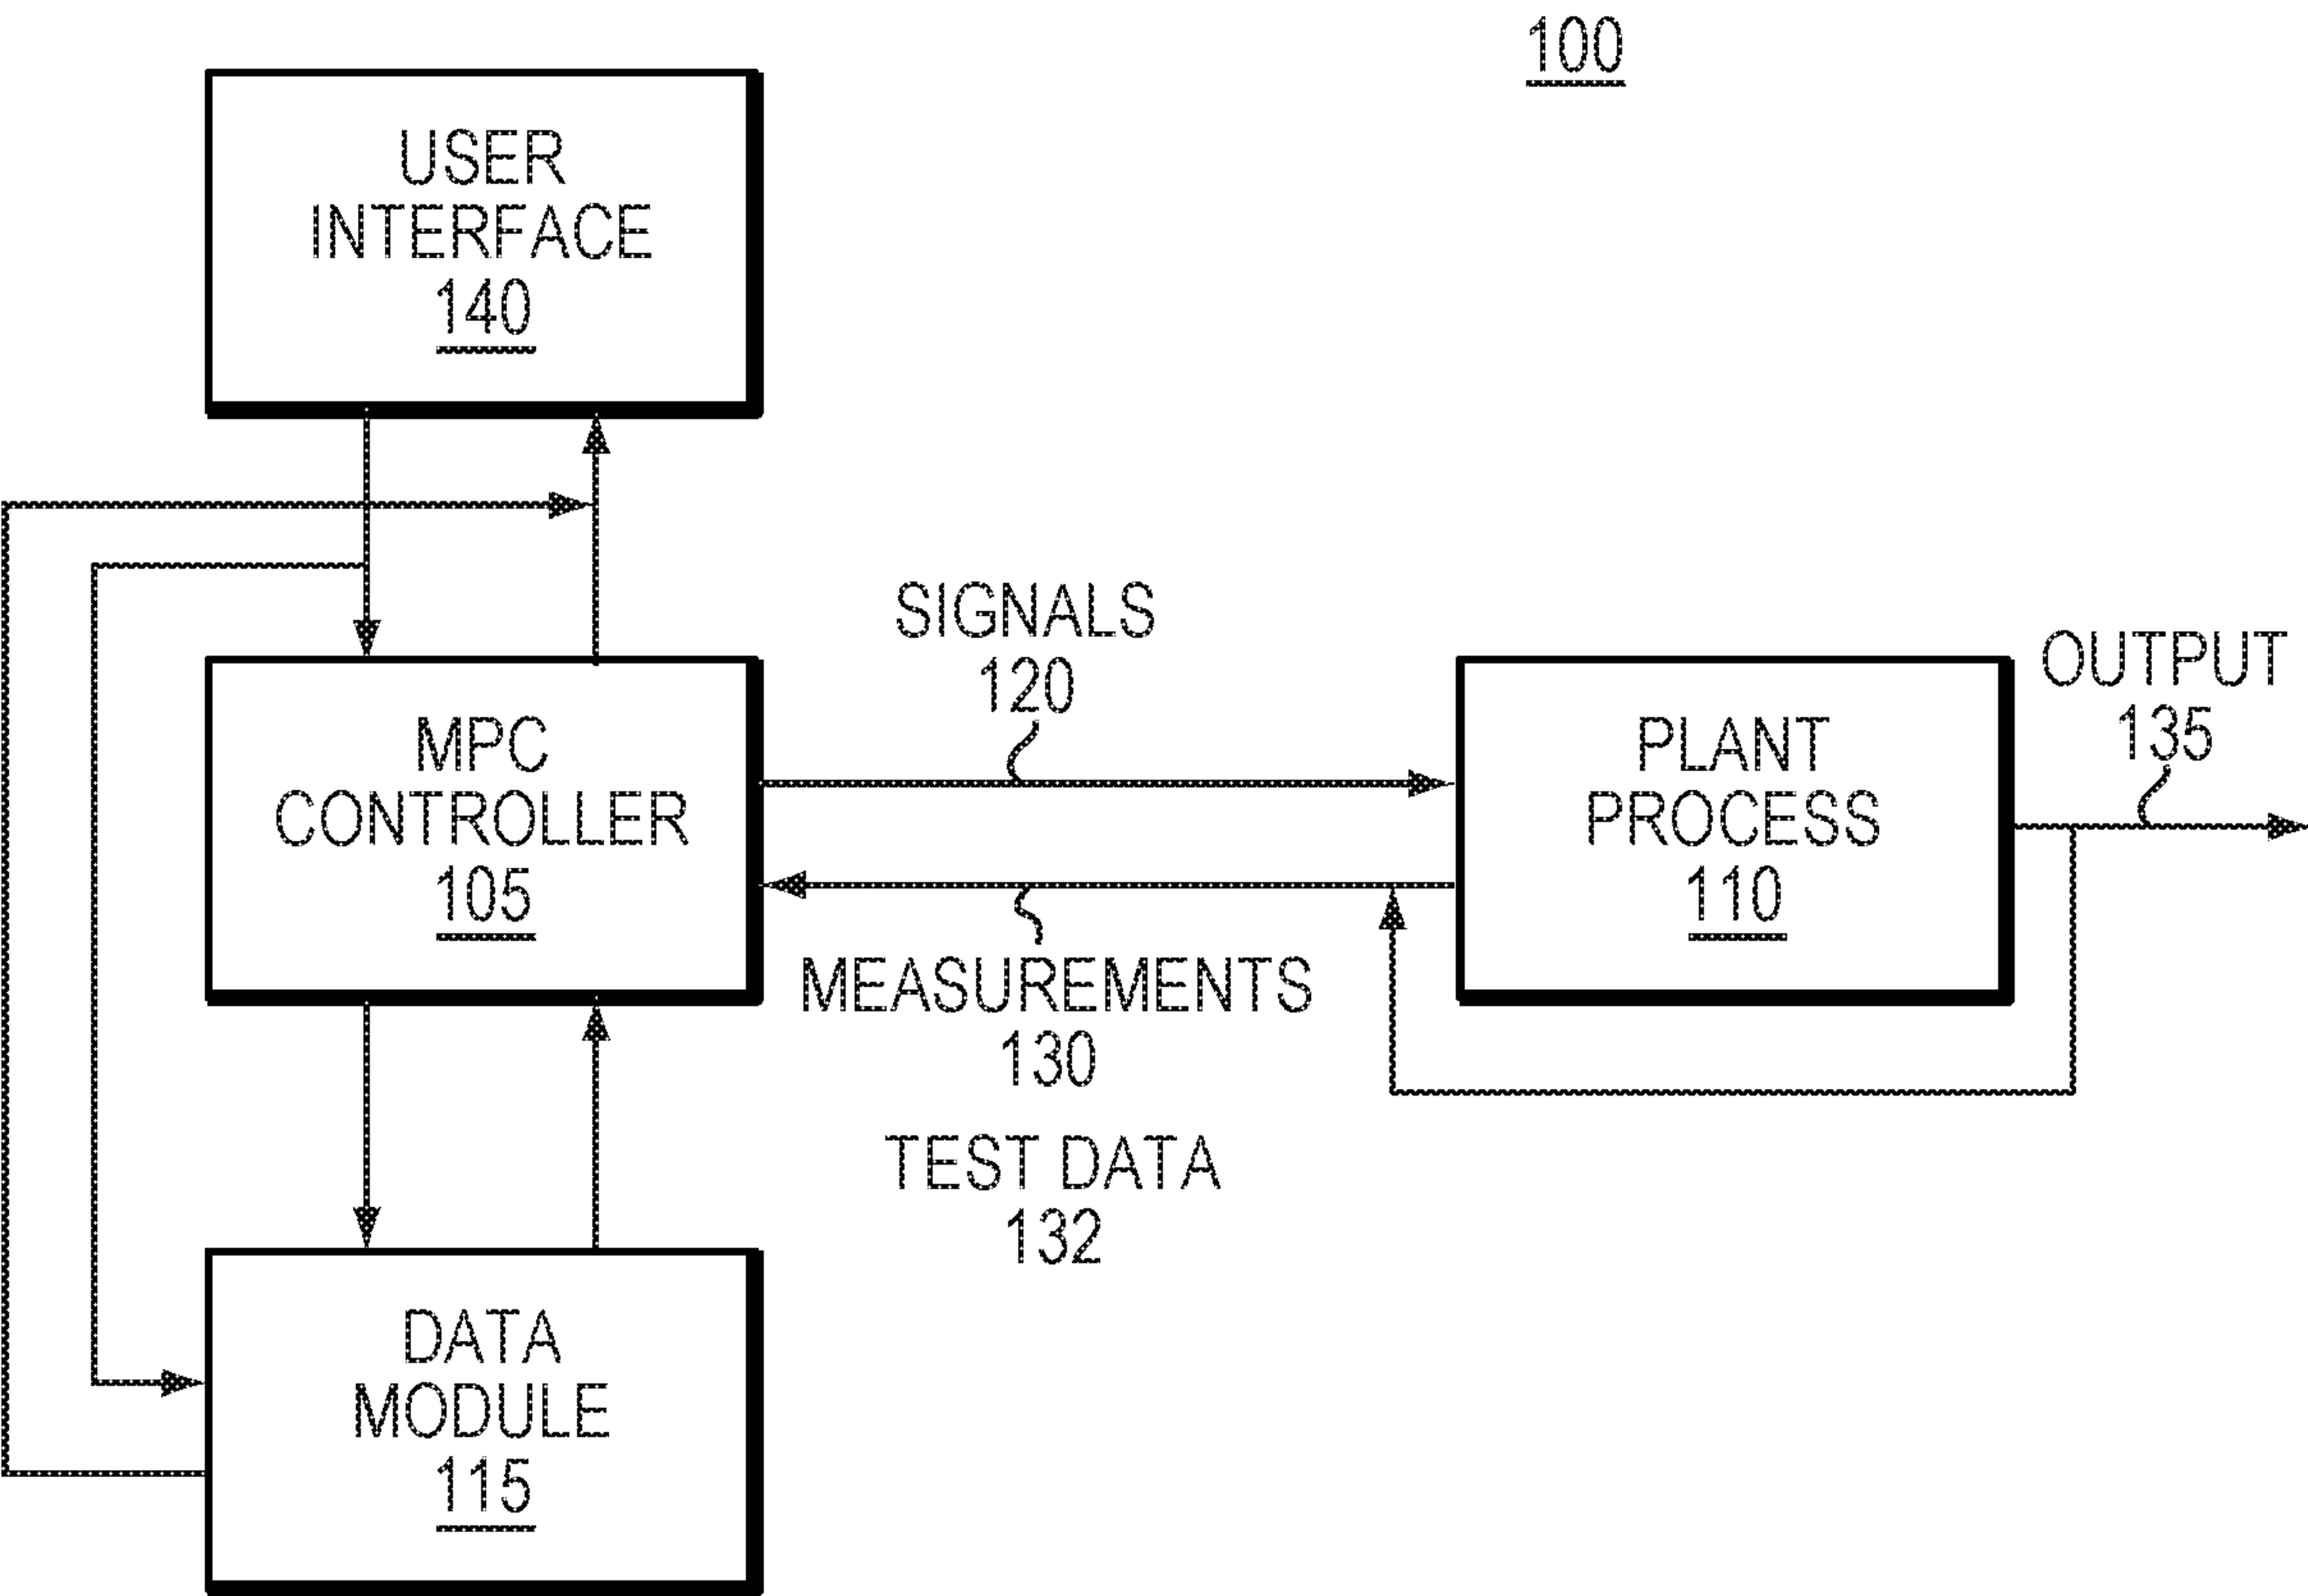 100
USER
INTERFACE
140
SIGNALS
120
OUTPUT
135
MPC
CONTROLLER
105
PLANT
PROCESS
110
MEASUREMENTS
130
TEST DATA
132
DATA
MODULE
115